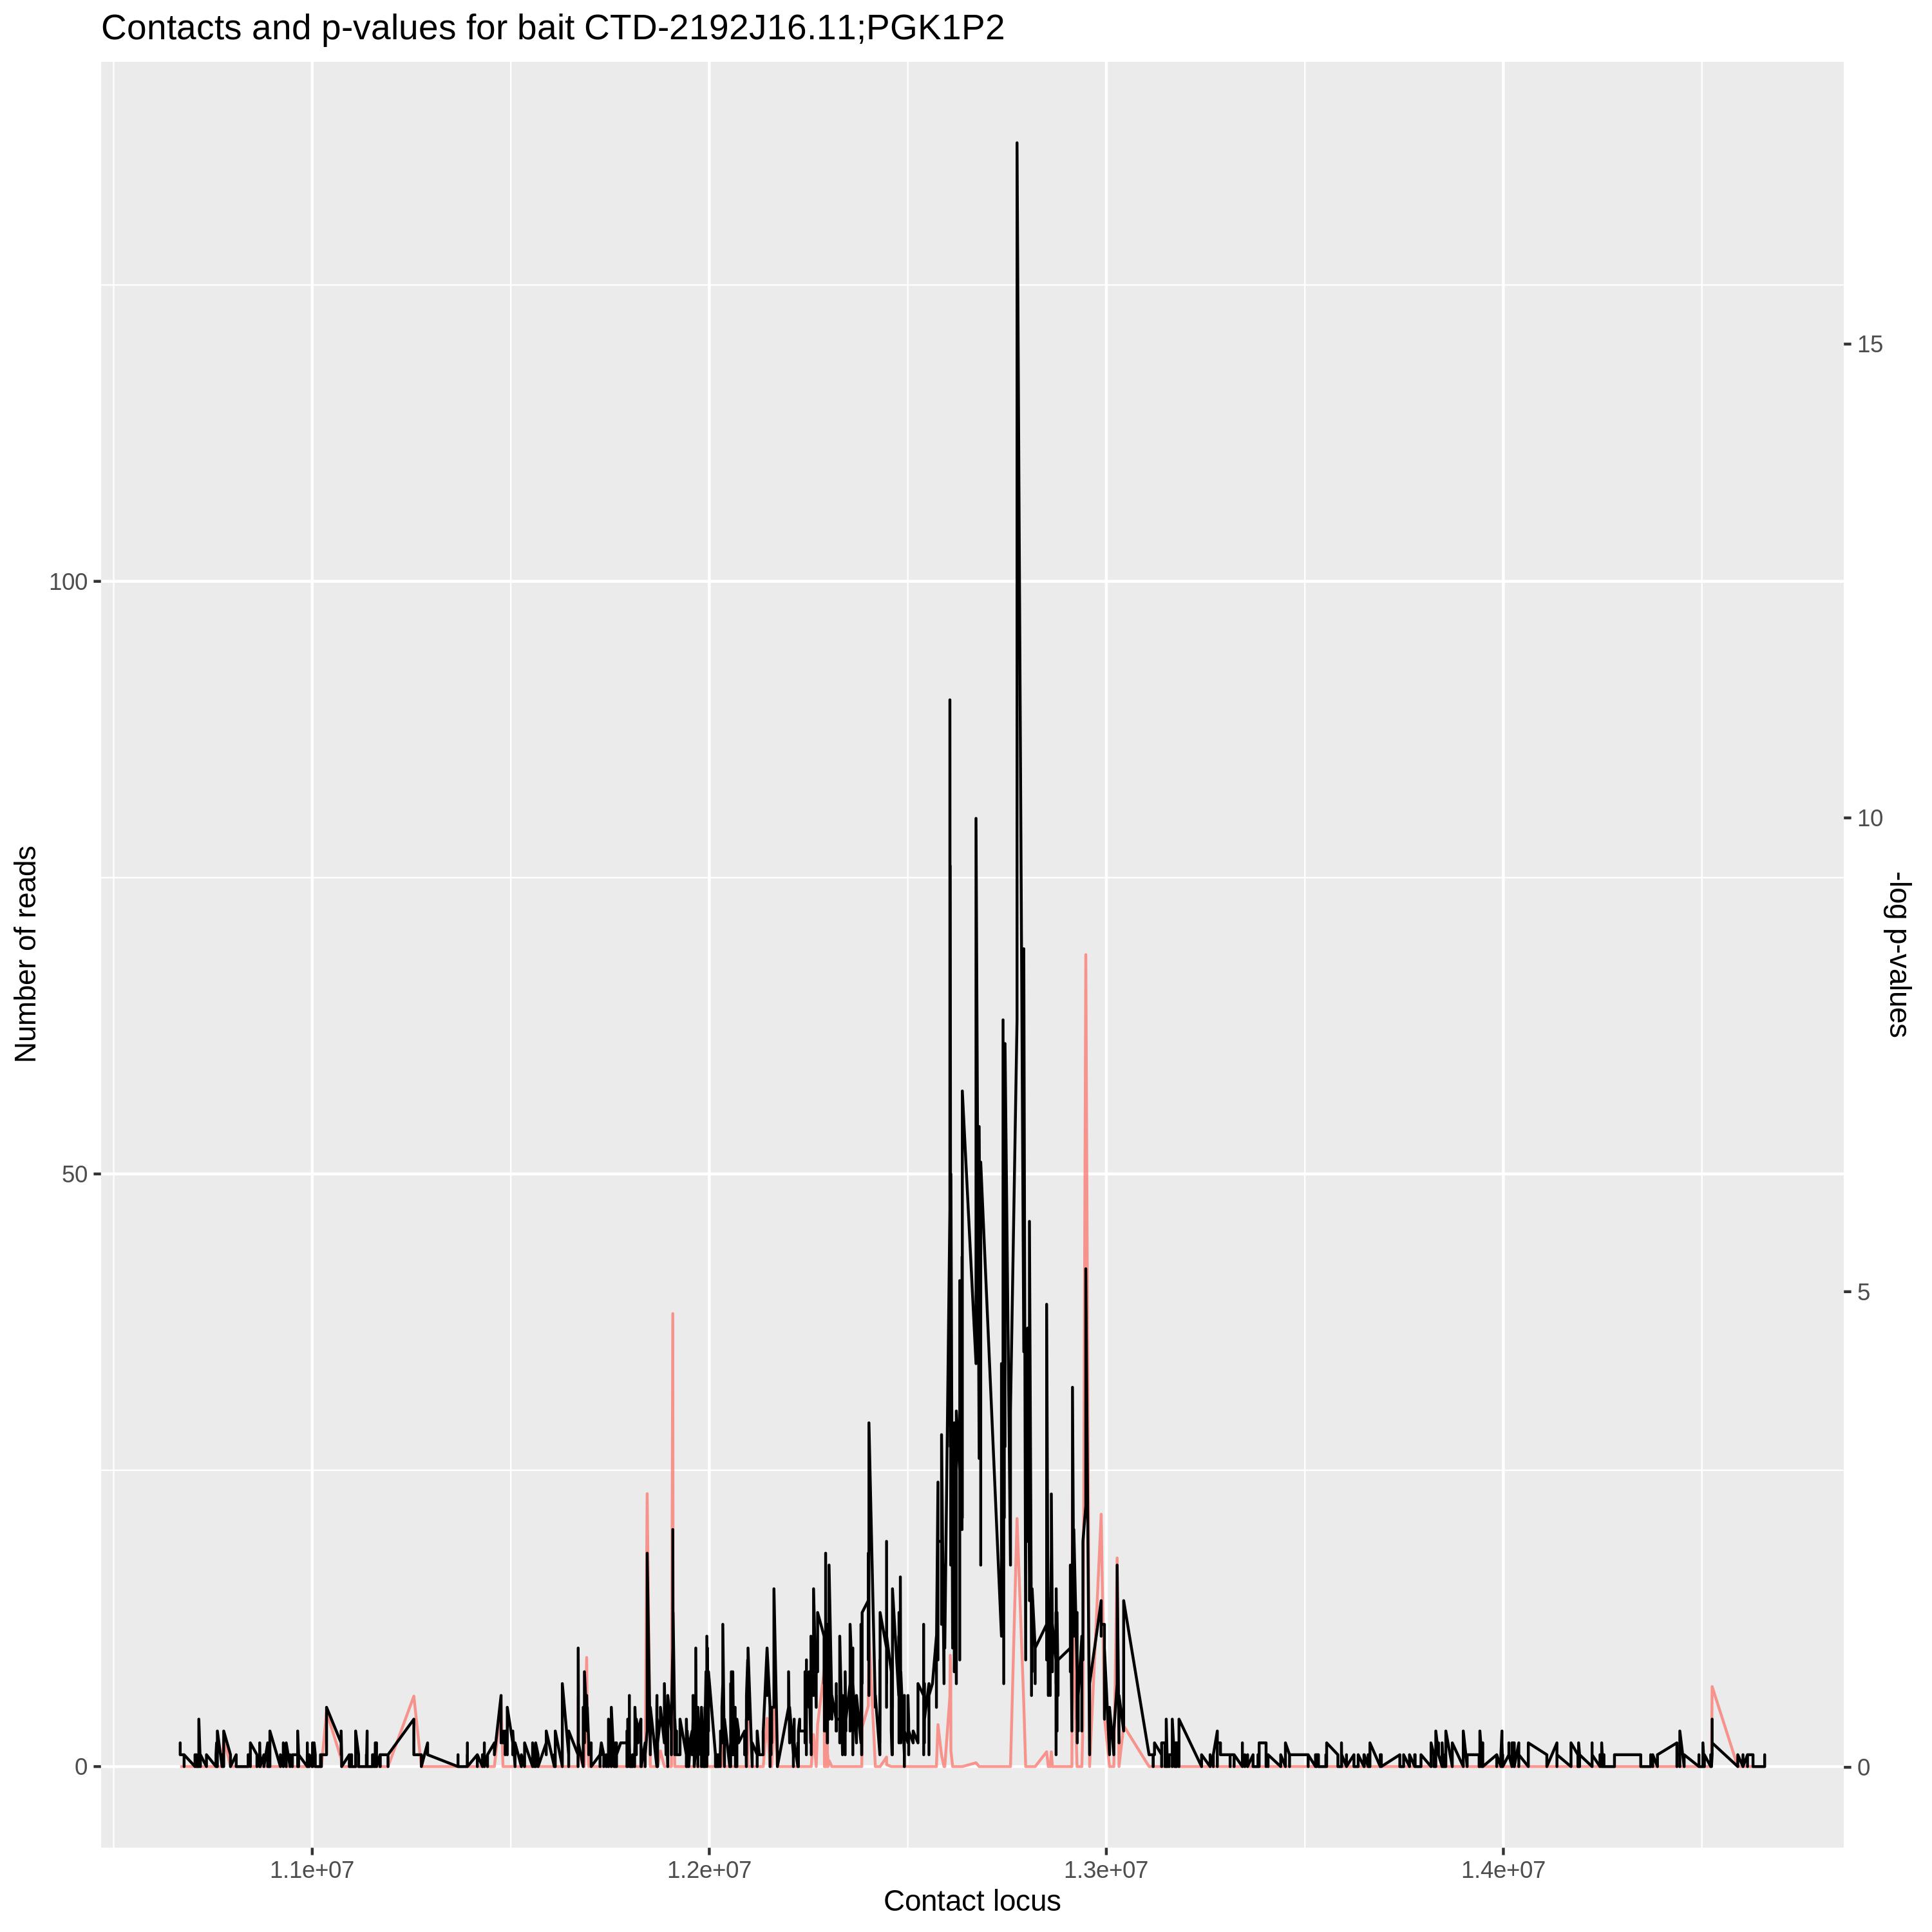 Contacts and p-values for bait CTD-2192J16.11;PGK1P2
Number of reads
100
50
0
15
10
5
0
-log p-values
1.1e+07
1.2e+07
1.3e+07
1.4e+07
Contact locus